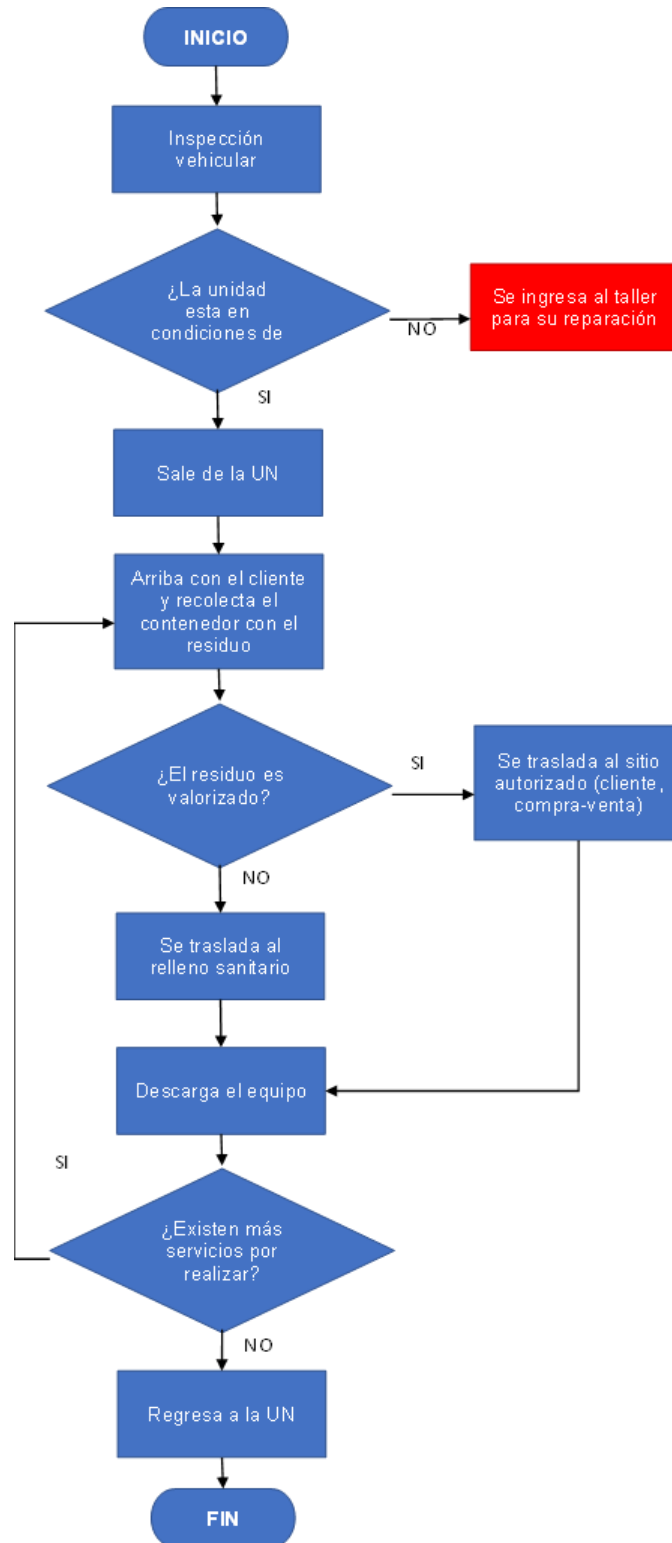 INICIO
Inspección
vehicular
¿La unidad
esta en
condiciones de
NO
Se ingresa al taller
para su reparación
SI
Sale de la UN
Arriba con el cliente
y recolecta el
contenedor con el
residuo
¿El residuo es
valorizado?
SI
Se traslada al sitio
autorizado (cliente,
compra-venta)
NO
Se traslada al
relleno sanitario
Descarga el equipo
SI
¿Existen más
servicios por
realizar?
NO
Regresa a la UN
FIN